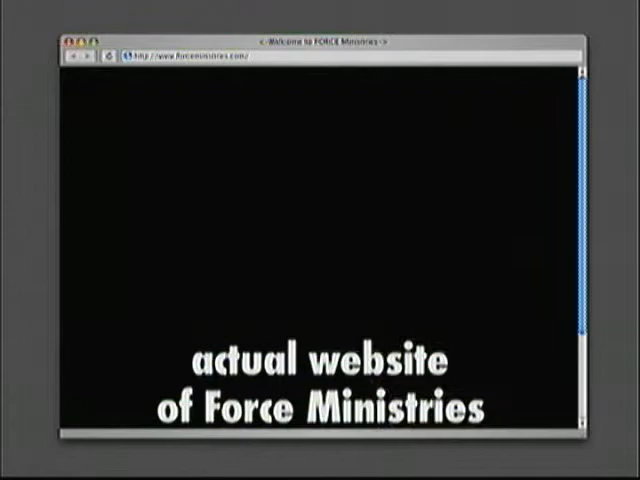 <-Welcome to FORCE Ministries->
http://www.forceministries.com/
actual website
of Force Ministries